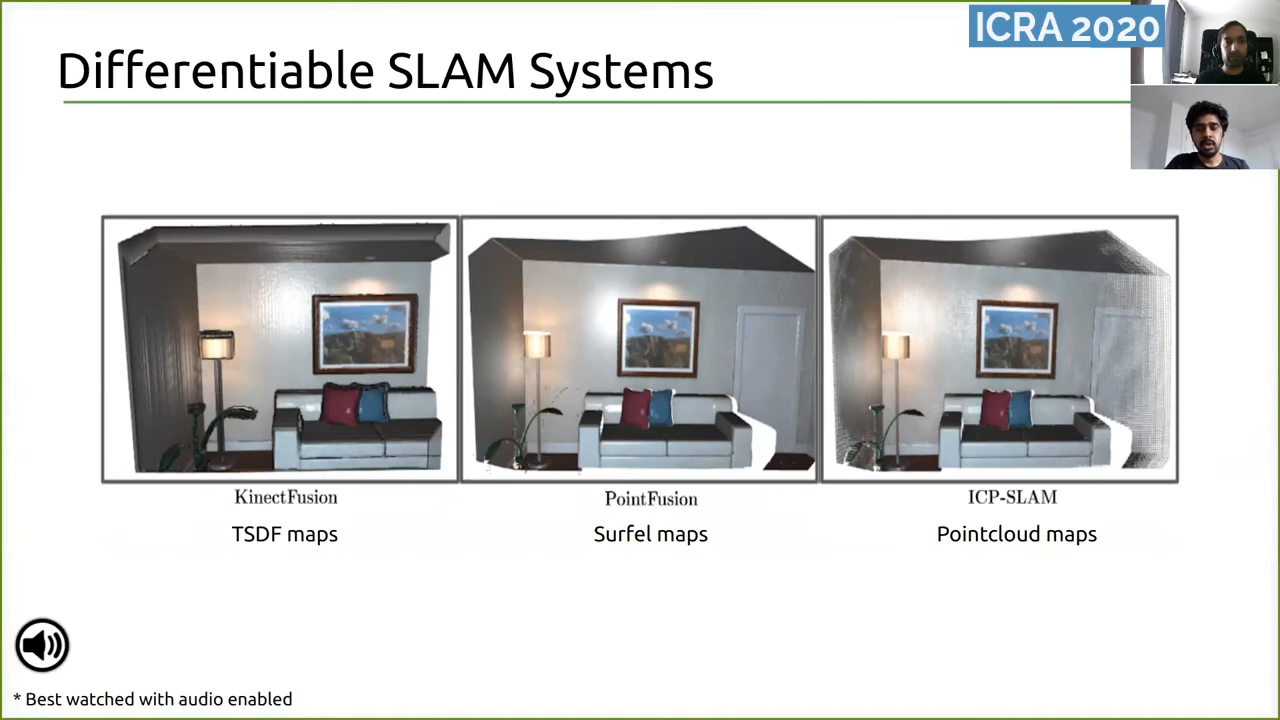 ICRA 2020
Differentiable SLAM Systems
KinectFusion
PointFusion
ICP-SLAM
TSDF maps
Surfel maps
Pointcloud maps
* Best watched with audio enabled